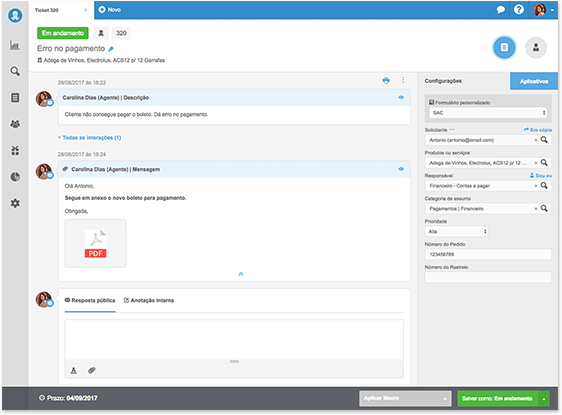 Ticket 320
Novo
Em andamento
320
Erro no pagamento
Adega de Vinhos, Electrolux, ACS12 p/ 12 Garrafas
28/08/2017 às 18:22
Carolina Dias (Agente) | Descrição
Cliente não consegue pagar o boleto. Dá erro no pagamento.
+ Todas as interações (1)
28/08/2017 às 18:24
Carolina Dias (Agente) | Mensagem
Olá Antonio,
Segue em anexo o novo boleto para pagamento.
Obrigada,
PDF
Resposta pública
Anotação Interna
Configurações
Aplicativos
Formulário personalizado
SAC
Solicitante
Em cópia
Antonio (antonio@email.com)
Produtos ou serviços
Adega de Vinhos, Electrolux, ACS12 p/ 12 ...
Responsável
Sou eu
Financeiro - Contas a pagar
Categoria de assunto
Pagamentos | Financeiro
Prioridade
Alta
Número do Pedido
123456789
Número do Rastreio
Prazo: 04/09/2017
Aplicar Macro
Salvar como: Em andamento